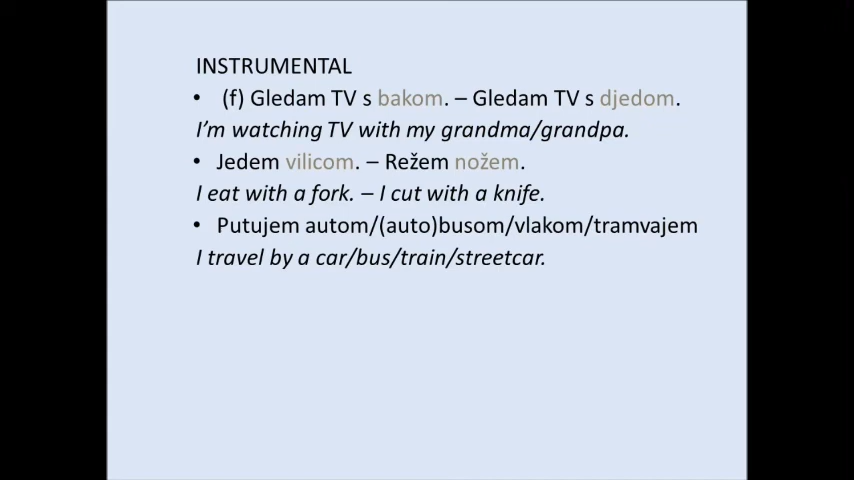 INSTRUMENTAL
• (f) Gledam TV s bakom. – Gledam TV s djedom.
I’m watching TV with my grandma/grandpa.
• Jedem vilicom. – Režem nožem.
I eat with a fork. – I cut with a knife.
• Putujem autom/(auto)busom/vlakom/tramvajem
I travel by a car/bus/train/streetcar.